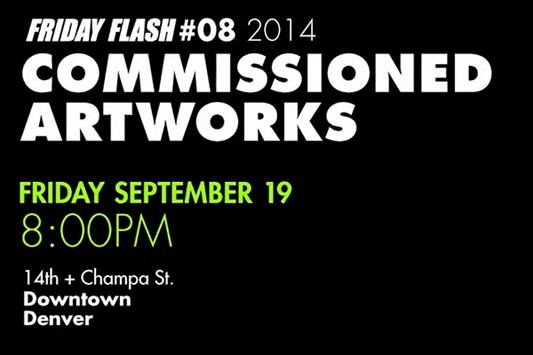 FRIDAY FLASH #08 2014
COMMISSIONED
ARTWORKS
FRIDAY SEPTEMBER 19
8:00PM
14th + Champa St.
Downtown
Denver